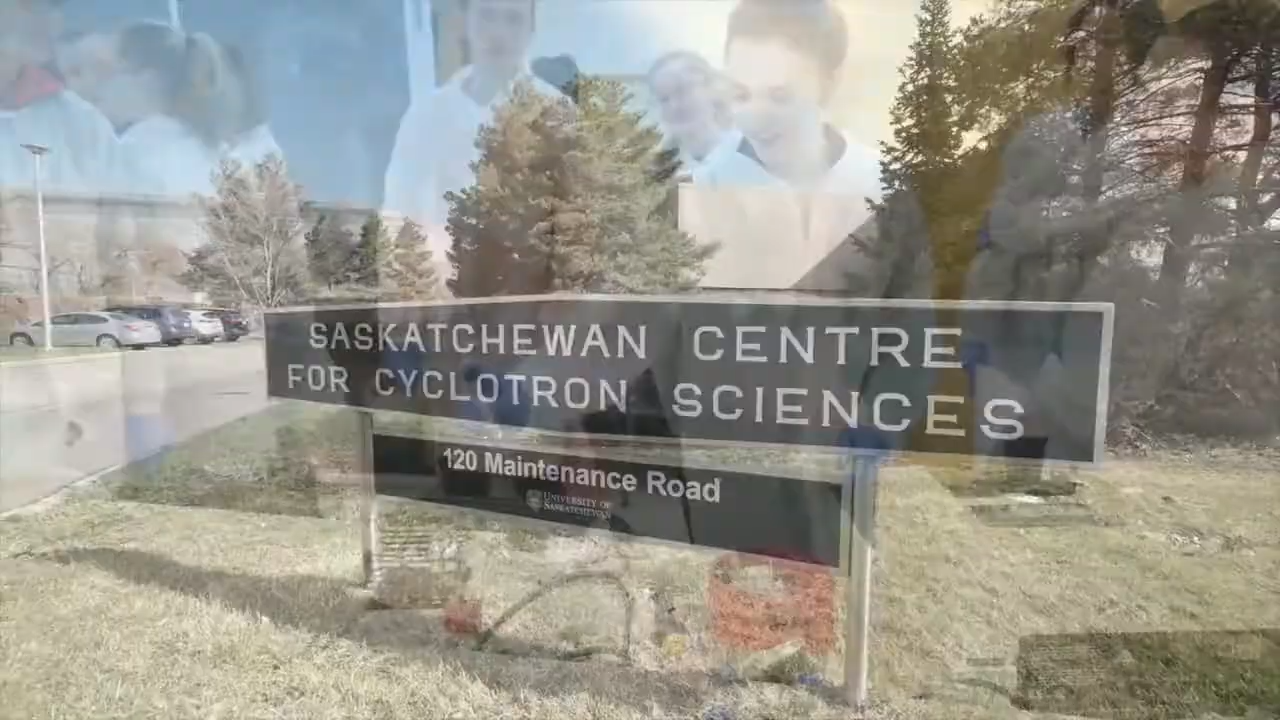 SASKATCHEWAN CENTRE
FOR CYCLOTRON SCIENCES
120 Maintenance Road
UNIVERSITY OF
SASKATCHEWAN